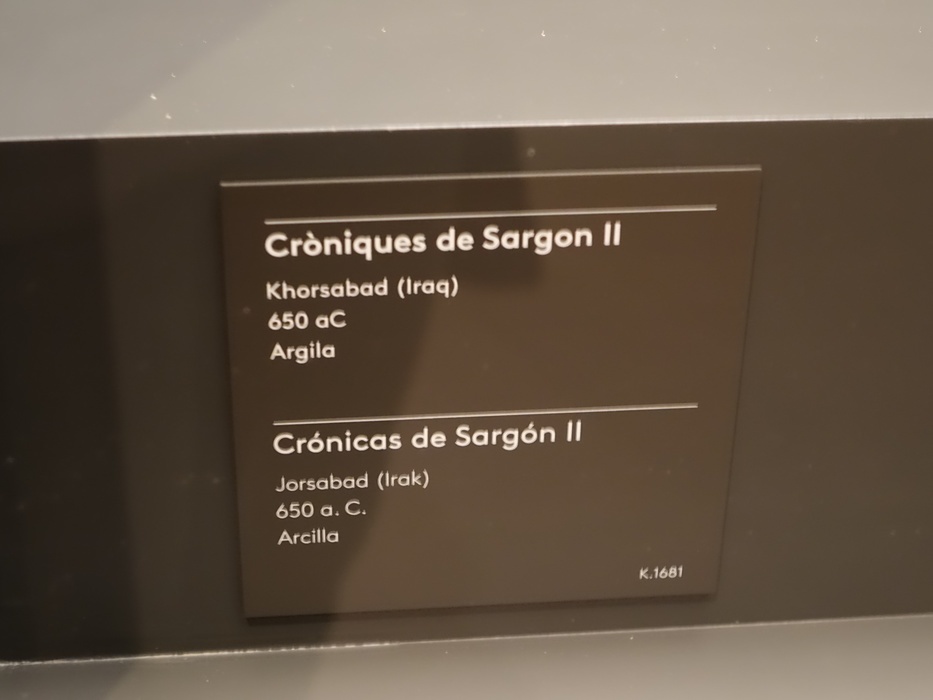 Cròniques de Sargon II
Khorsabad (Iraq)
650 aC
Argila
Crónicas de Sargón II
Jorsabad (Irak)
650 a. C.
Arcilla
K.1681